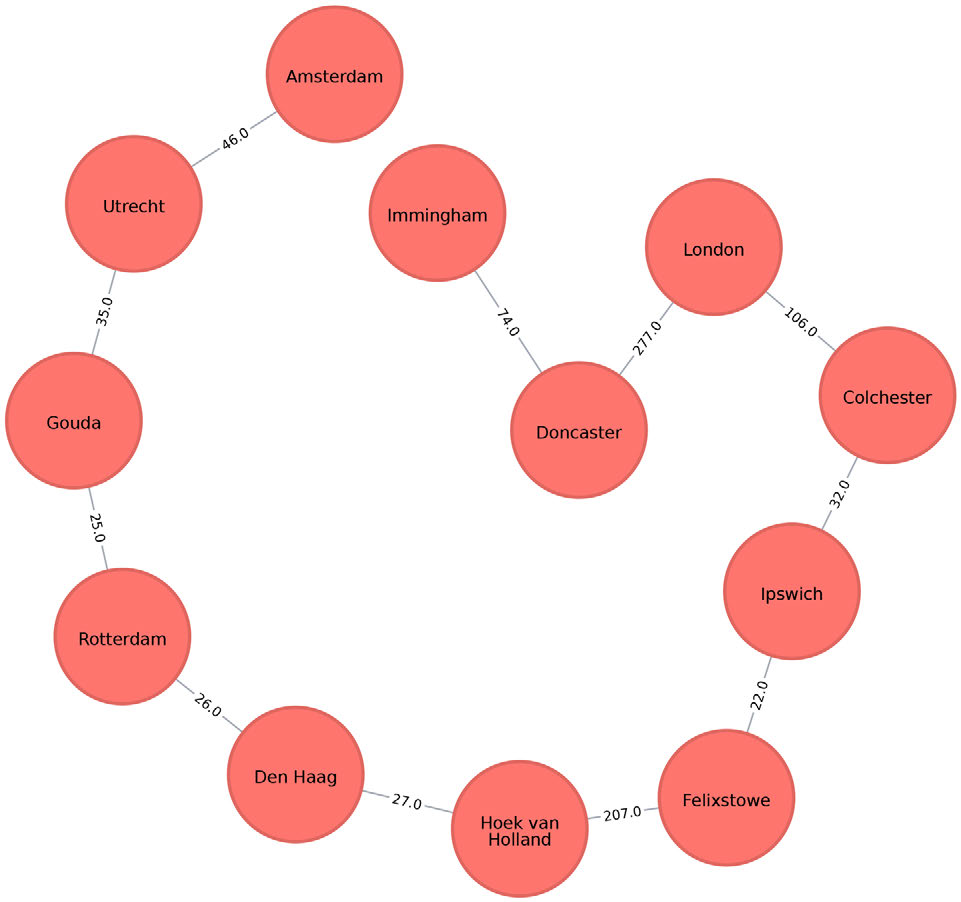 Amsterdam
46.0
Utrecht
Immingham
London
35.0
74.0
277.0
106.0
Colchester
Gouda
Doncaster
32.0
25.0
Ipswich
Rotterdam
26.0
22.0
Den Haag
27.0
Hoek van
Holland
207.0
Felixstowe